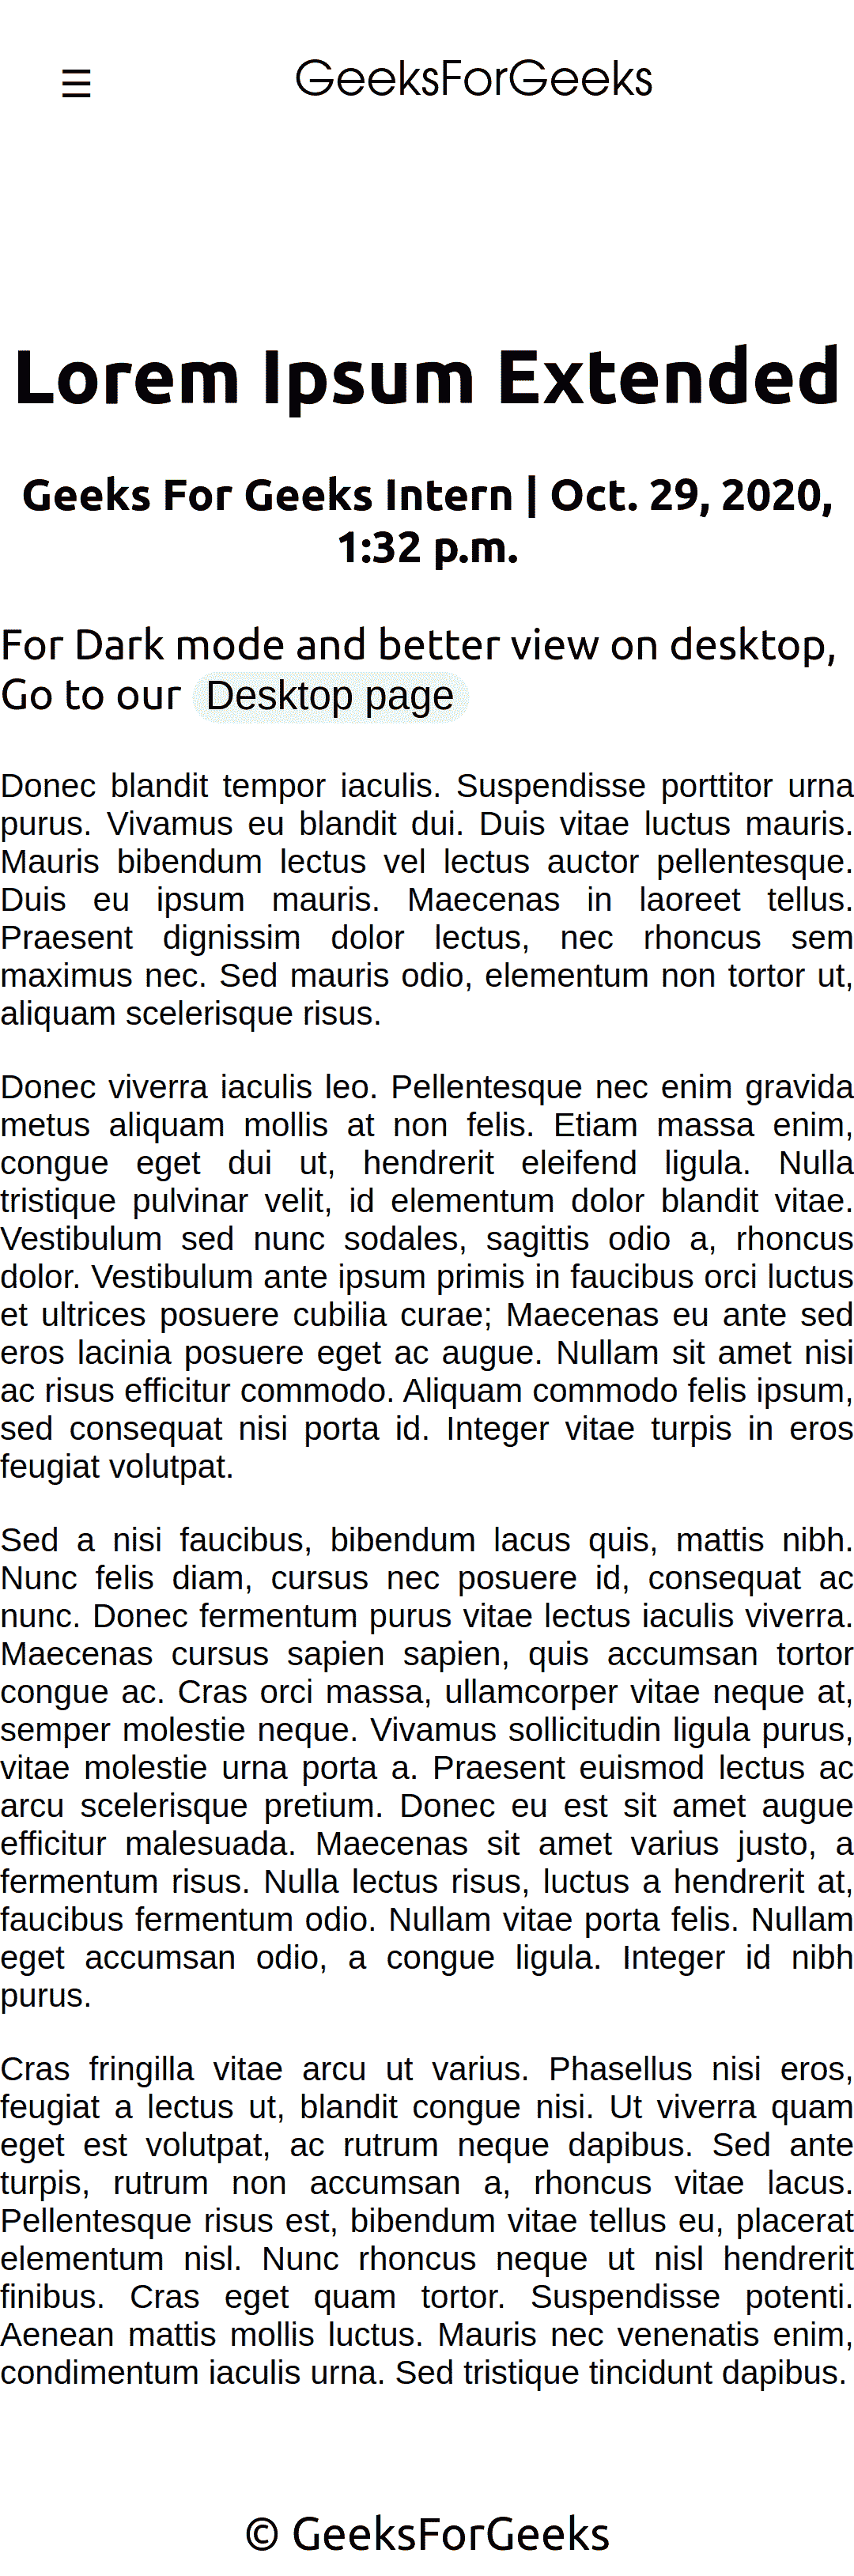 ☰ GeeksForGeeks
Lorem Ipsum Extended
Geeks For Geeks Intern | Oct. 29, 2020,
1:32 p.m.
For Dark mode and better view on desktop,
Go to our Desktop page
Donec blandit tempor iaculis. Suspendisse porttitor urna
purus. Vivamus eu blandit dui. Duis vitae luctus mauris.
Mauris bibendum lectus vel lectus auctor pellentesque.
Duis eu ipsum mauris. Maecenas in laoreet tellus.
Praesent dignissim dolor lectus, nec rhoncus sem
maximus nec. Sed mauris odio, elementum non tortor ut,
aliquam scelerisque risus.
Donec viverra iaculis leo. Pellentesque nec enim gravida
metus aliquam mollis at non felis. Etiam massa enim,
congue eget dui ut, hendrerit eleifend ligula. Nulla
tristique pulvinar velit, id elementum dolor blandit vitae.
Vestibulum sed nunc sodales, sagittis odio a, rhoncus
dolor. Vestibulum ante ipsum primis in faucibus orci luctus
et ultrices posuere cubilia curae; Maecenas eu ante sed
eros lacinia posuere eget ac augue. Nullam sit amet nisi
ac risus efficitur commodo. Aliquam commodo felis ipsum,
sed consequat nisi porta id. Integer vitae turpis in eros
feugiat volutpat.
Sed a nisi faucibus, bibendum lacus quis, mattis nibh.
Nunc felis diam, cursus nec posuere id, consequat ac
nunc. Donec fermentum purus vitae lectus iaculis viverra.
Maecenas cursus sapien sapien, quis accumsan tortor
congue ac. Cras orci massa, ullamcorper vitae neque at,
semper molestie neque. Vivamus sollicitudin ligula purus,
vitae molestie urna porta a. Praesent euismod lectus ac
arcu scelerisque pretium. Donec eu est sit amet augue
efficitur malesuada. Maecenas sit amet varius justo, a
fermentum risus. Nulla lectus risus, luctus a hendrerit at,
faucibus fermentum odio. Nullam vitae porta felis. Nullam
eget accumsan odio, a congue ligula. Integer id nibh
purus.
Cras fringilla vitae arcu ut varius. Phasellus nisi eros,
feugiat a lectus ut, blandit congue nisi. Ut viverra quam
eget est volutpat, ac rutrum neque dapibus. Sed ante
turpis, rutrum non accumsan a, rhoncus vitae lacus.
Pellentesque risus est, bibendum vitae tellus eu, placerat
elementum nisl. Nunc rhoncus neque ut nisl hendrerit
finibus. Cras eget quam tortor. Suspendisse potenti.
Aenean mattis mollis luctus. Mauris nec venenatis enim,
condimentum iaculis urna. Sed tristique tincidunt dapibus.
© GeeksForGeeks